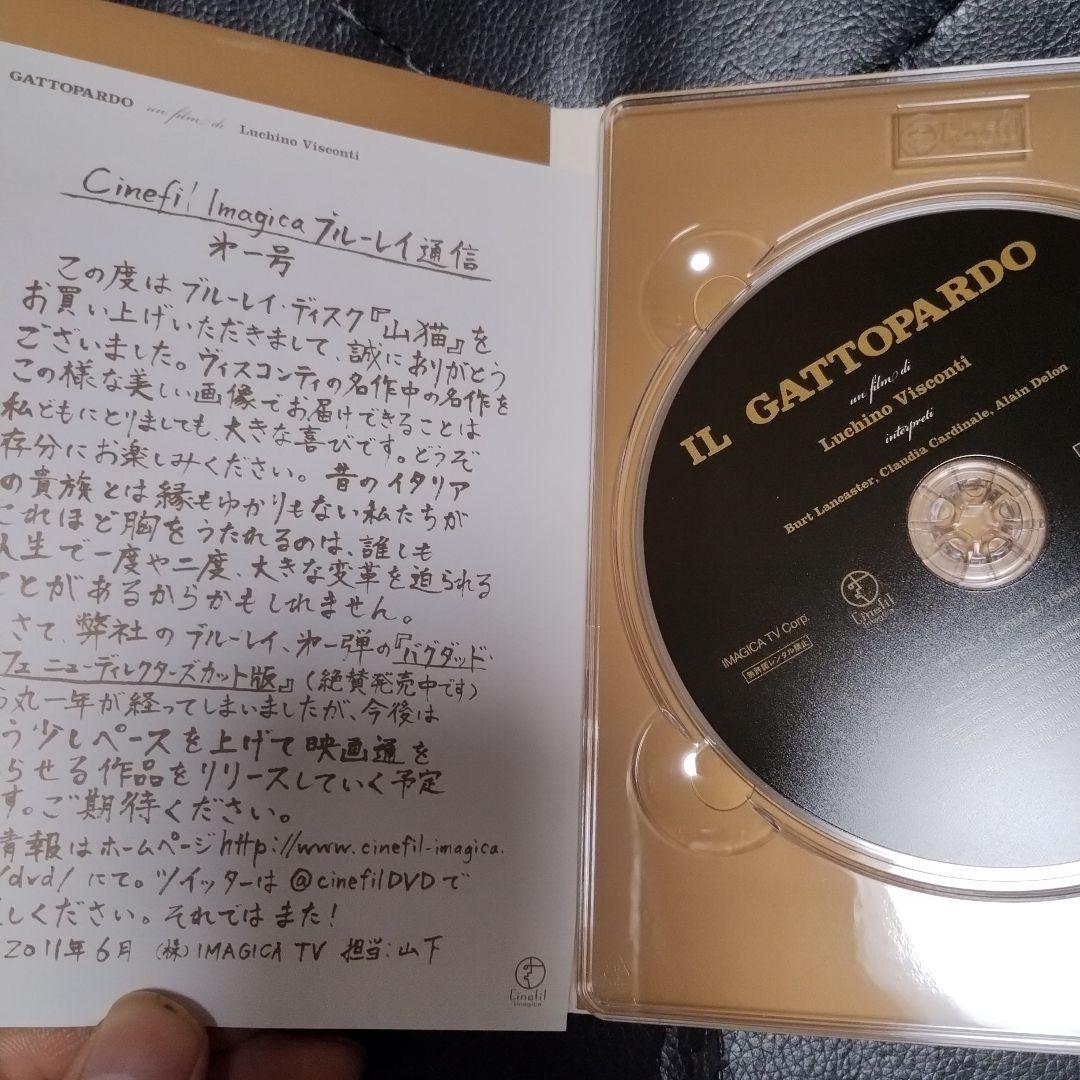 GATTOPARDO un film di Luchino Visconti
Cinefil Imagica ブルーレイ通信
第一号
この度はブルーレイ・ディスク『山猫』を
お買い上げいただきまして、誠にありがとう
ございました。ヴィスコンティの名作中の名作を
この様な美しい画像でお届けできることは
私どもにとりましても、大きな喜びです。どうぞ
存分にお楽しみください。昔のイタリア
の貴族とは縁もゆかりもない私たちが
これほど胸をうたれるのは、誰しも
人生で一度や二度、大きな変革を迫られる
ことがあるからかもしれません。
さて、弊社のブルーレイ、第一弾の『バグダッド
フェ ニューディレクターズカット版』(絶賛発売中です)
ら丸一年が経ってしまいましたが、今後は
う少しペースを上げて映画通を
らせる作品をリリースしていく予定
す。ご期待ください。
情報はホームページhttp://www.cinefil-imagica.
/dvd/ にて。ツイッターは @cinefilDVDで
しください。それではまた!
2011年6月 (株)IMAGICA TV 担当:山下
Cinefil
Imagica
IL GATTOPARDO
un film di
Luchino Visconti
interpreti
Burt Lancaster, Claudia Cardinale, Alain Delon
IMAGICA TV Corp.
無許諾レンタル禁止
Cinefil